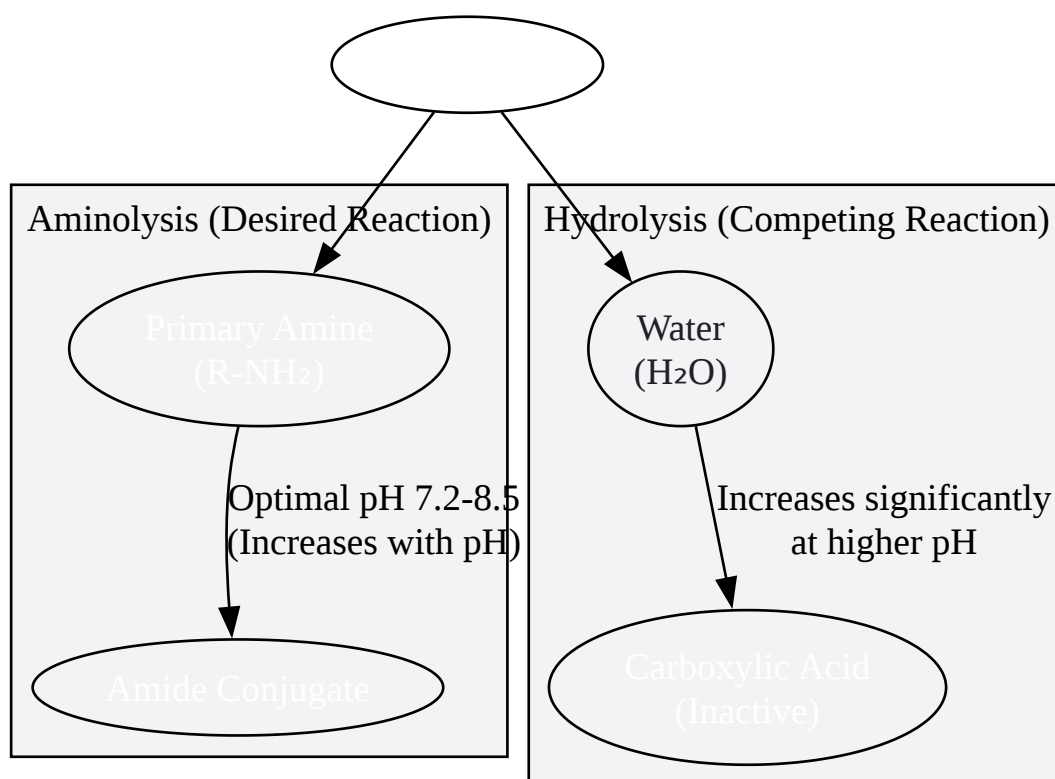 Aminolysis (Desired Reaction)
Hydrolysis (Competing Reaction)
Primary Amine
(R-NH₂)
Water
(H₂O)
Optimal pH 7.2-8.5
(Increases with pH)
Increases significantly
at higher pH
Amide Conjugate
Carboxylic Acid
(Inactive)